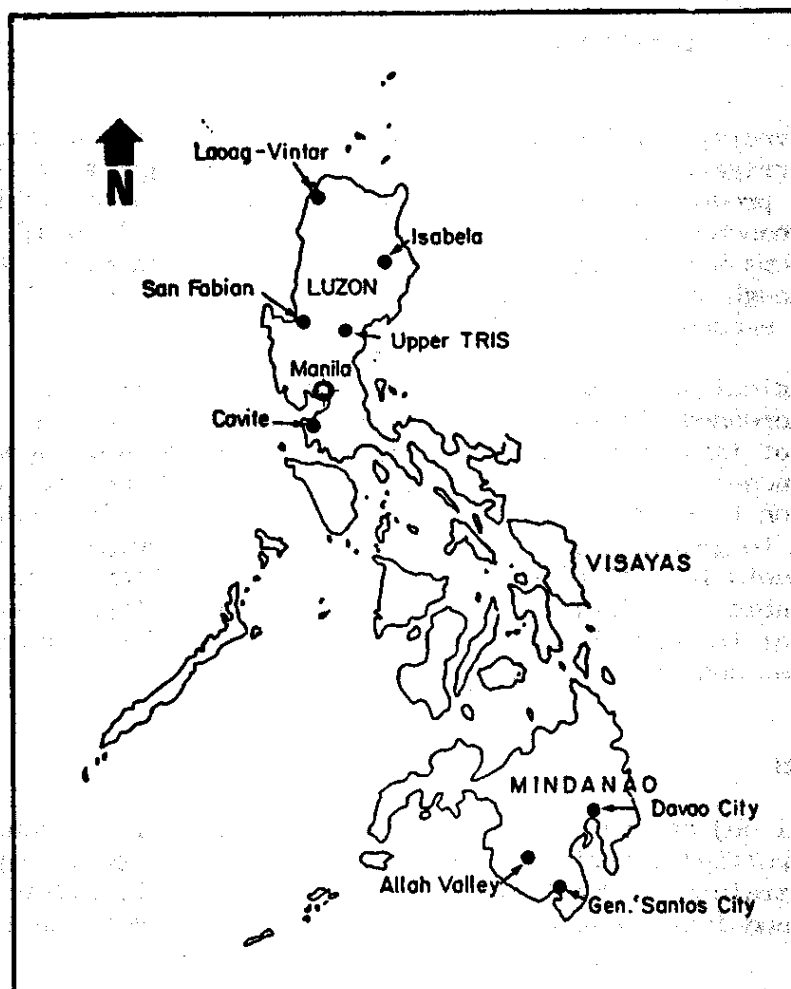 N
Laoag-Vintar
Isabela
San Fabian
LUZON
Upper TRIS
Manila
Cavite
VISAYAS
MINDANAO
Davao City
Allah Valley
Gen. Santos City